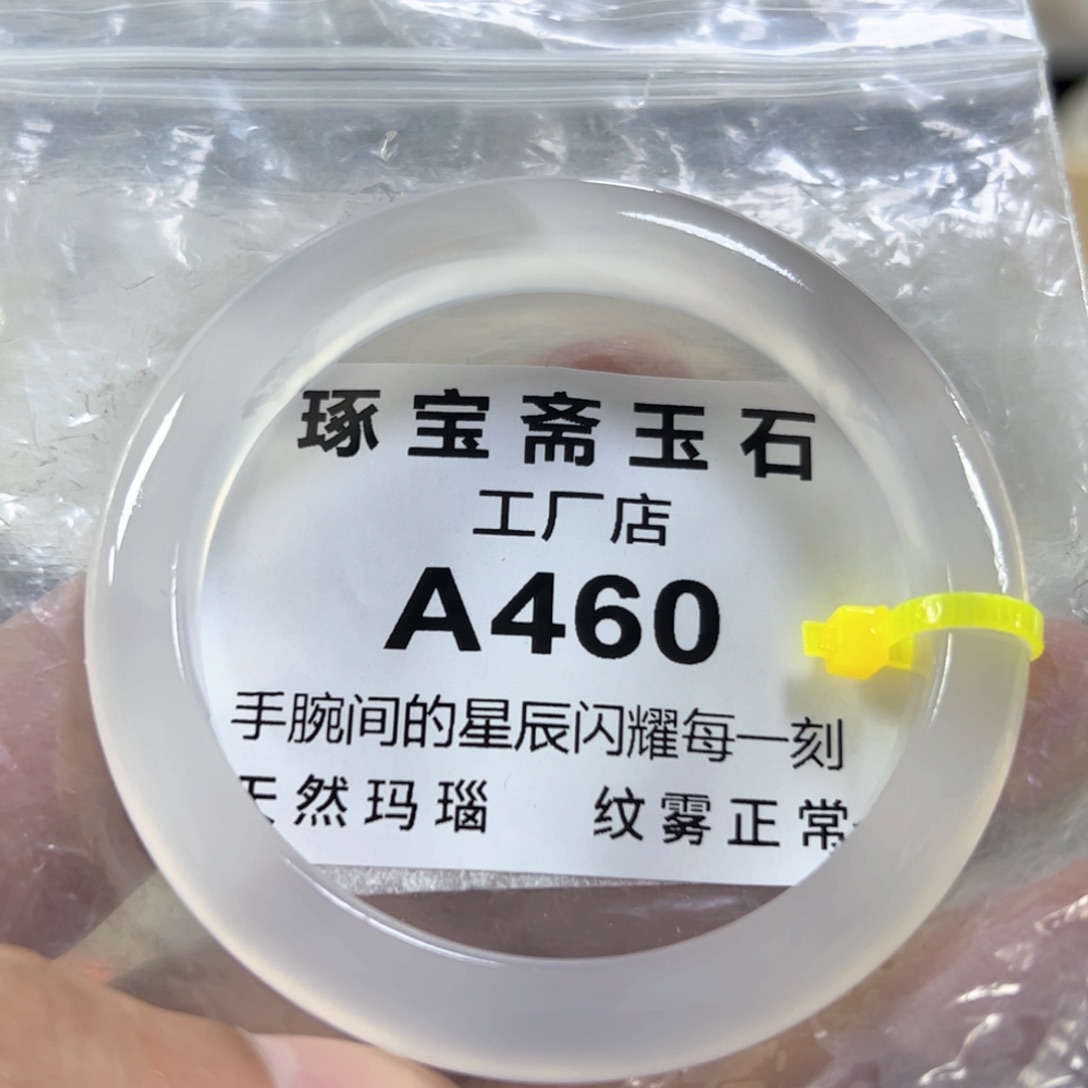 琢宝斋玉石
工厂店
A460
手腕间的星辰闪耀每一刻
天然玛瑙 纹雾正常